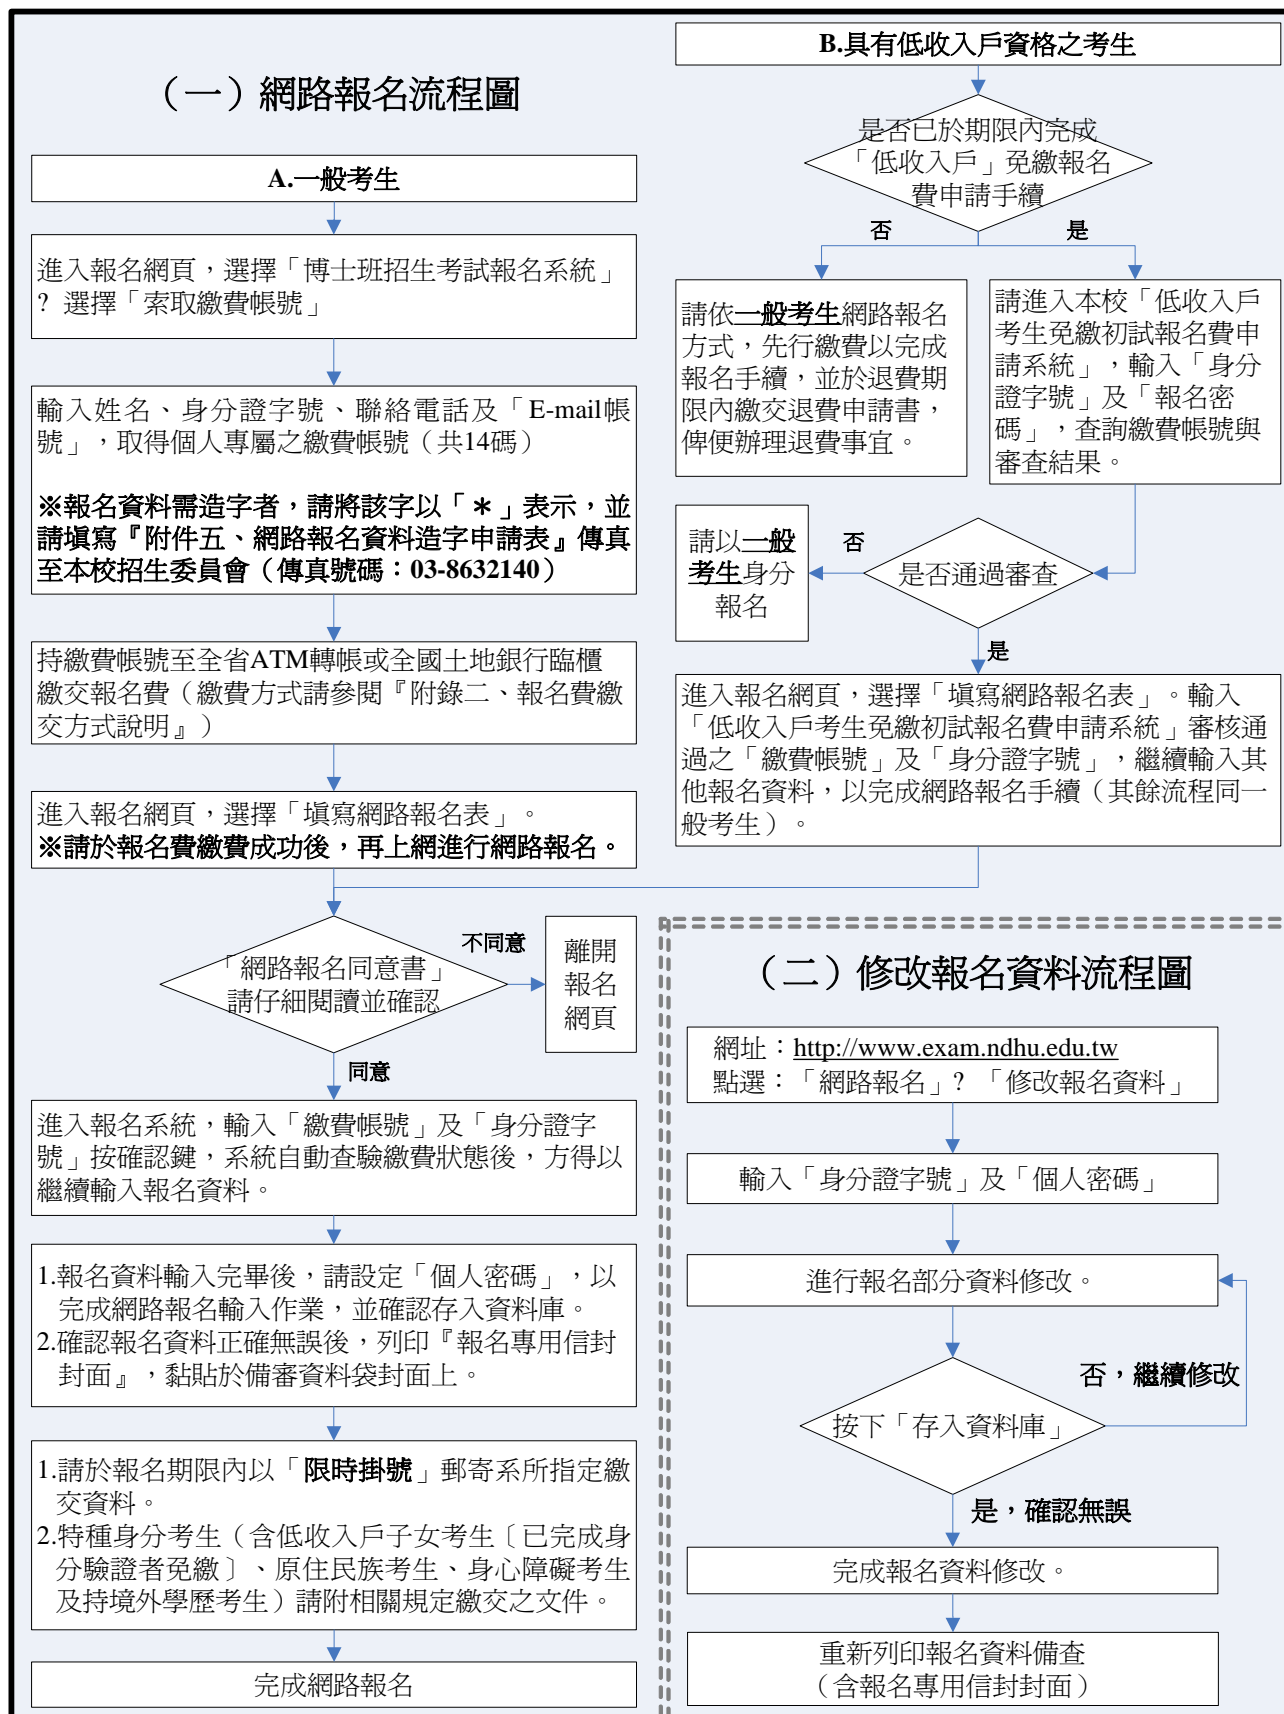 （一）網路報名流程圖
A.一般考生
進入報名網頁，選擇「博士班招生考試報名系統」
? 選擇「索取繳費帳號」
輸入姓名、身分證字號、聯絡電話及「E-mail帳
號」，取得個人專屬之繳費帳號（共14碼）
※報名資料需造字者，請將該字以「＊」表示，並
請填寫『附件五、網路報名資料造字申請表』傳真
至本校招生委員會（傳真號碼：03-8632140）
持繳費帳號至全省ATM轉帳或全國土地銀行臨櫃
繳交報名費（繳費方式請參閱『附錄二、報名費繳
交方式說明』）
進入報名網頁，選擇「填寫網路報名表」。
※請於報名費繳費成功後，再上網進行網路報名。
「網路報名同意書」
請仔細閱讀並確認
不同意
離開
報名
網頁
同意
進入報名系統，輸入「繳費帳號」及「身分證字
號」按確認鍵，系統自動查驗繳費狀態後，方得以
繼續輸入報名資料。
1.報名資料輸入完畢後，請設定「個人密碼」，以
完成網路報名輸入作業，並確認存入資料庫。
2.確認報名資料正確無誤後，列印『報名專用信封
封面』，黏貼於備審資料袋封面上。
1.請於報名期限內以「限時掛號」郵寄系所指定繳
交資料。
2.特種身分考生（含低收入戶子女考生〔已完成身
分驗證者免繳〕、原住民族考生、身心障礙考生
及持境外學歷考生）請附相關規定繳交之文件。
完成網路報名
B.具有低收入戶資格之考生
是否已於期限內完成
「低收入戶」免繳報名
費申請手續
否
是
請依一般考生網路報名
方式，先行繳費以完成
報名手續，並於退費期
限內繳交退費申請書，
俾便辦理退費事宜。
請進入本校「低收入戶
考生免繳初試報名費申
請系統」，輸入「身分
證字號」及「報名密
碼」，查詢繳費帳號與
審查結果。
請以一般
考生身分
報名
否
是否通過審查
是
進入報名網頁，選擇「填寫網路報名表」。輸入
「低收入戶考生免繳初試報名費申請系統」審核通
過之「繳費帳號」及「身分證字號」，繼續輸入其
他報名資料，以完成網路報名手續（其餘流程同一
般考生）。
（二）修改報名資料流程圖
網址：http://www.exam.ndhu.edu.tw
點選：「網路報名」? 「修改報名資料」
輸入「身分證字號」及「個人密碼」
進行報名部分資料修改。
否，繼續修改
按下「存入資料庫」
是，確認無誤
完成報名資料修改。
重新列印報名資料備查
（含報名專用信封封面）